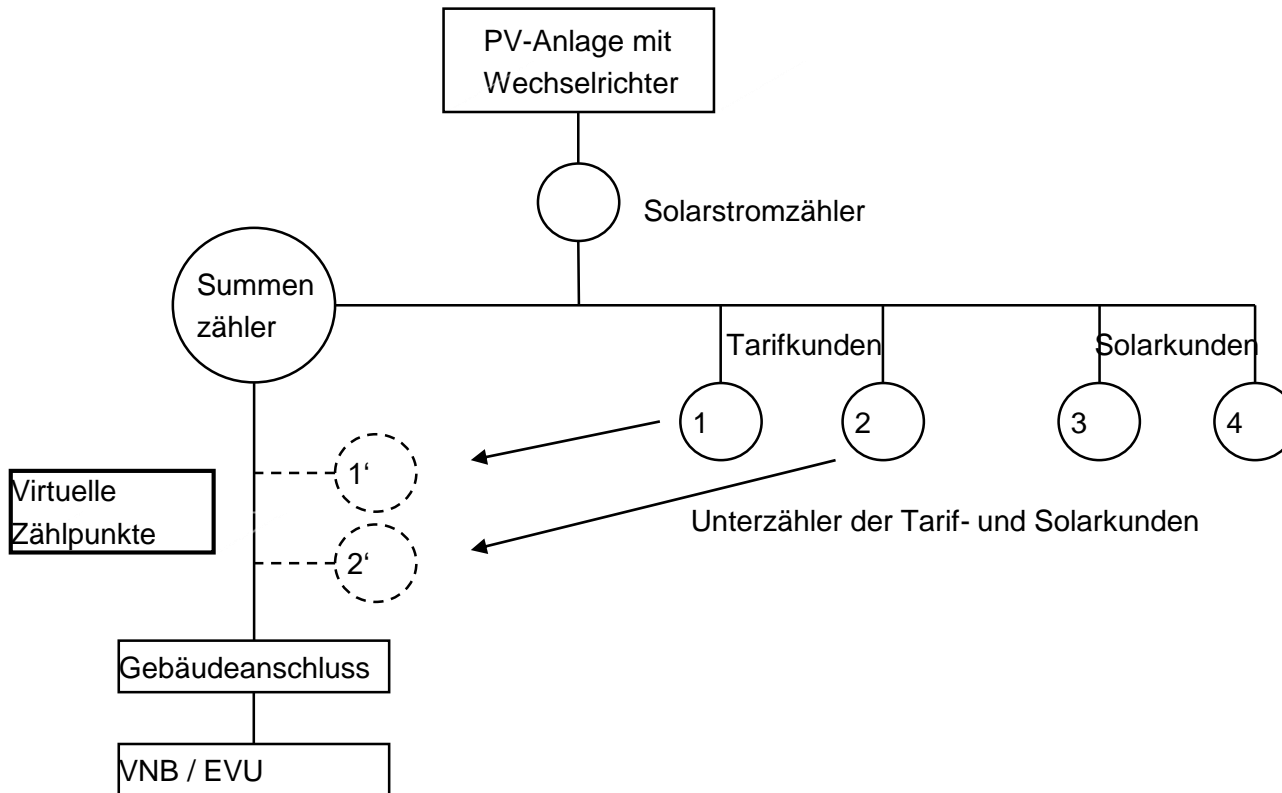 PV-Anlage mit
Wechselrichter
Solarstromzähler
Summen
zähler
Tarifkunden
Solarkunden
1
2
3
4
1‘
Virtuelle
Zählpunkte
Unterzähler der Tarif- und Solarkunden
2‘
Gebäudeanschluss
VNB / EVU